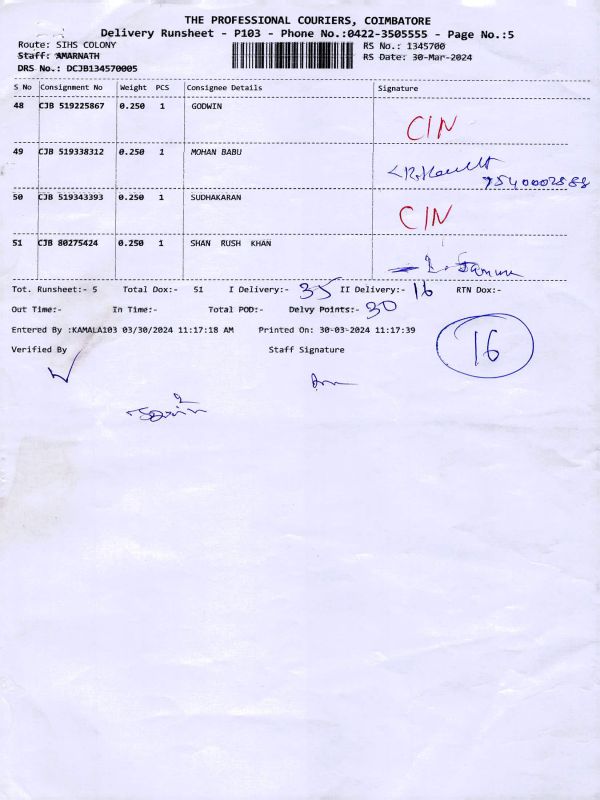 THE PROFESSIONAL COURIERS, COIMBATORE
Delivery Runsheet - P103 - Phone No.:0422-3505555 - Page No.:5
Route: SIHS COLONY RS No.: 1345700
Staff: AMARNATH RS Date: 30-Mar-2024
DRS No.: DCJB134570005
S No Consignment No Weight PCS Consignee Details Signature
48 CJB 519225867 0.250 1 GODWIN CIN
49 CJB 519338312 0.250 1 MOHAN BABU
9540002888
50 CJB 519343393 0.250 1 SUDHAKARAN CIN
51 CJB 80275424 0.250 1 SHAN RUSH KHAN
Tot. Runsheet:- 5 Total Dox:- 51 I Delivery:- 35 II Delivery:- 16 RTN Dox:-
Out Time:- In Time:- Total POD:- Delvy Points:- 30
Entered By :KAMALA103 03/30/2024 11:17:18 AM Printed On: 30-03-2024 11:17:39
16
Verified By Staff Signature